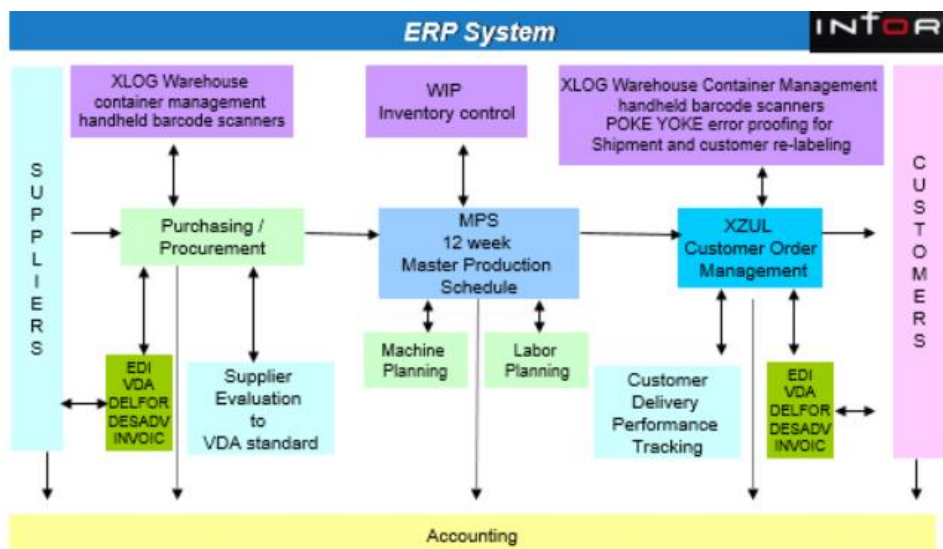 ERP System
INFOR
XLOG Warehouse
container management
handheld barcode scanners
WIP
Inventory control
XLOG Warehouse Container Management
handheld barcode scanners
POKE YOKE error proofing for
Shipment and customer re-labeling
SUPPLIERS
Purchasing /
Procurement
MPS
12 week
Master Production
Schedule
XZUL
Customer Order
Management
CUSTOMERS
EDI
VDA
DELFOR
DESADV
INVOIC
Supplier
Evaluation
to
VDA standard
Machine
Planning
Labor
Planning
Customer
Delivery
Performance
Tracking
EDI
VDA
DELFOR
DESADV
INVOIC
Accounting